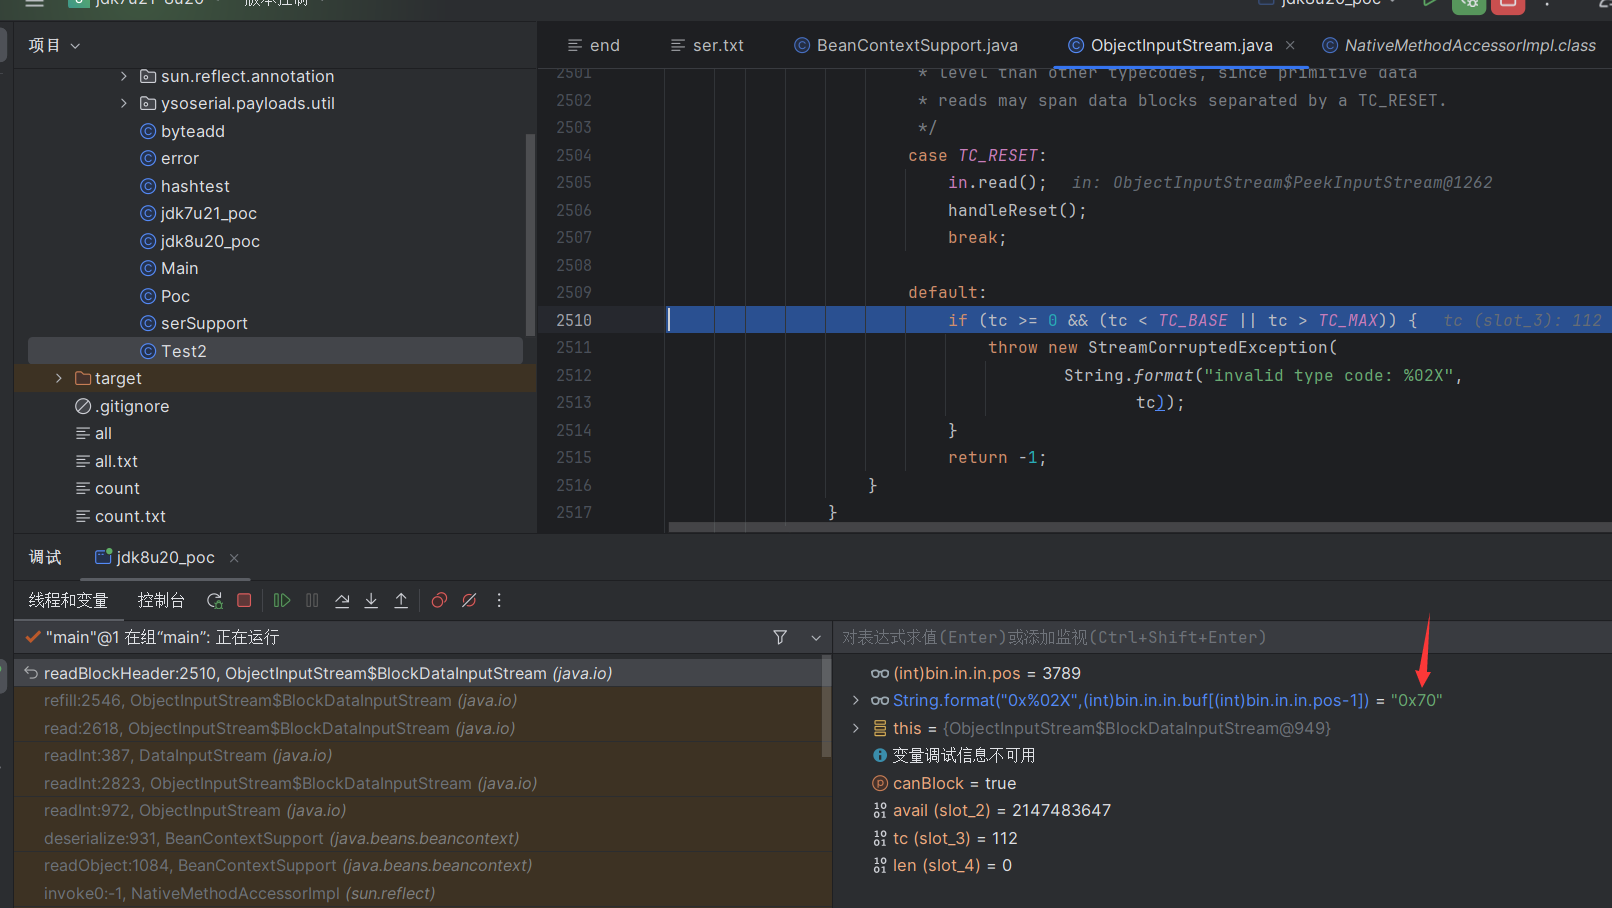 jdk7u21-8u20
版本控制
jdk8u20_poc
项目
end
ser.txt
BeanContextSupport.java
ObjectInputStream.java
NativeMethodAccessorImpl.class
sun.reflect.annotation
ysoserial.payloads.util
byteadd
error
hashtest
jdk7u21_poc
jdk8u20_poc
Main
Poc
serSupport
Test2
target
.gitignore
all
all.txt
count
count.txt
2501 * level than other typecodes, since primitive data
2502 * reads may span data blocks separated by a TC_RESET.
2503 */
2504 case TC_RESET:
2505 in.read(); in: ObjectInputStream$PeekInputStream@1262
2506 handleReset();
2507 break;
2508
2509 default:
2510 if (tc >= 0 && (tc < TC_BASE || tc > TC_MAX)) { tc (slot_3): 112
2511 throw new StreamCorruptedException(
2512 String.format("invalid type code: %02X",
2513 tc));
2514 }
2515 return -1;
2516 }
2517 }
调试
jdk8u20_poc
线程和变量
控制台
"main"@1 在组“main”: 正在运行
readBlockHeader:2510, ObjectInputStream$BlockDataInputStream (java.io)
refill:2546, ObjectInputStream$BlockDataInputStream (java.io)
read:2618, ObjectInputStream$BlockDataInputStream (java.io)
readInt:387, DataInputStream (java.io)
readInt:2823, ObjectInputStream$BlockDataInputStream (java.io)
readInt:972, ObjectInputStream (java.io)
deserialize:931, BeanContextSupport (java.beans.beancontext)
readObject:1084, BeanContextSupport (java.beans.beancontext)
invoke0:-1, NativeMethodAccessorImpl (sun.reflect)
对表达式求值(Enter)或添加监视(Ctrl+Shift+Enter)
(int)bin.in.in.pos = 3789
String.format("0x%02X",(int)bin.in.in.buf[(int)bin.in.in.pos-1]) = "0x70"
this = {ObjectInputStream$BlockDataInputStream@949}
变量调试信息不可用
canBlock = true
avail (slot_2) = 2147483647
tc (slot_3) = 112
len (slot_4) = 0